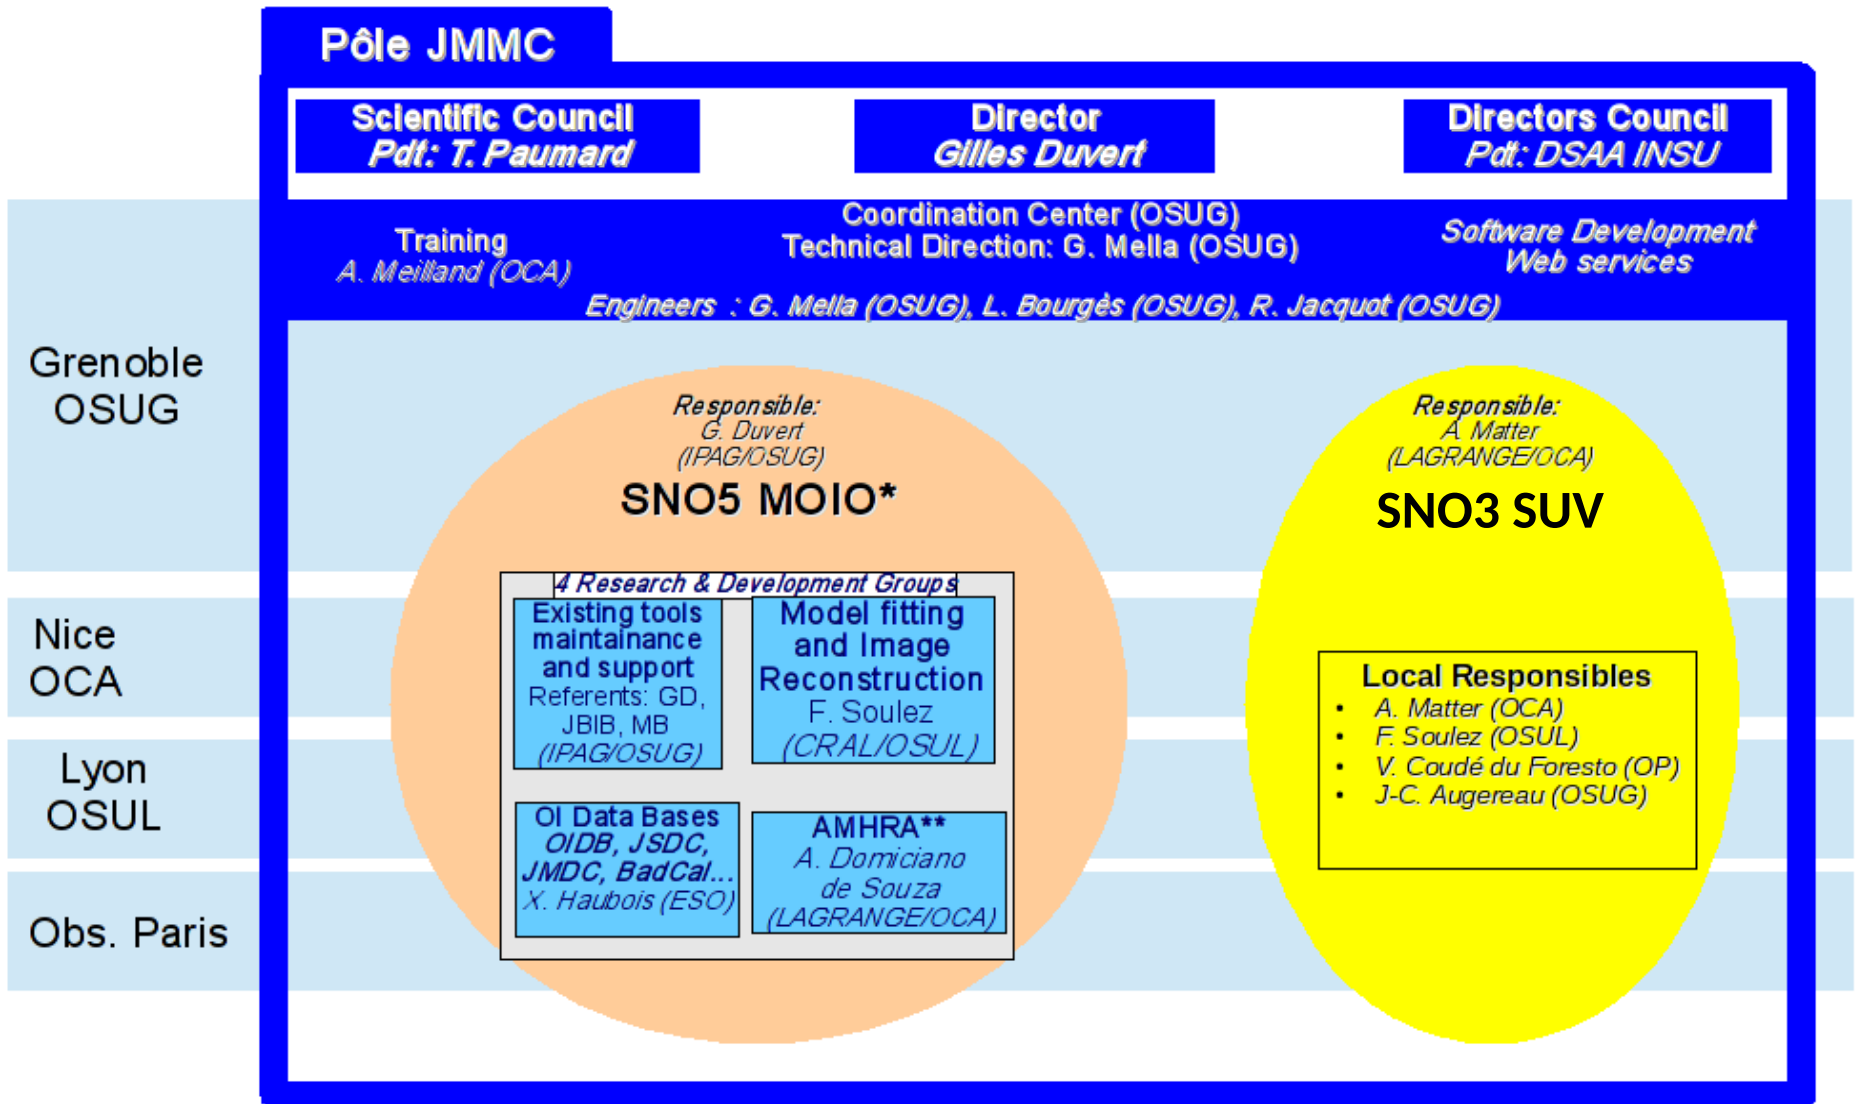 Pôle JMMC
Scientific Council
Pdt: T. Paumard
Director
Gilles Duvert
Directors Council
Pdt: DSAA INSU
Training
A. Meilland (OCA)
Coordination Center (OSUG)
Technical Direction: G. Mella (OSUG)
Software Development
Web services
Engineers : G. Mella (OSUG), L. Bourgès (OSUG), R. Jacquot (OSUG)
Grenoble
OSUG
Nice
OCA
Lyon
OSUL
Obs. Paris
Responsible:
G. Duvert
(IPAG/OSUG)
SNO5 MOIO*
4 Research & Development Groups
Existing tools
maintainance
and support
Referents: GD,
JBIB, MB
(IPAG/OSUG)
Model fitting
and Image
Reconstruction
F. Soulez
(CRAL/OSUL)
OI Data Bases
OIDB, JSDC,
JMDC, BadCal...
X. Haubois (ESO)
AMHRA**
A. Domiciano
de Souza
(LAGRANGE/OCA)
Responsible:
A. Matter
(LAGRANGE/OCA)
SNO3 SUV
Local Responsibles
• A. Matter (OCA)
• F. Soulez (OSUL)
• V. Coudé du Foresto (OP)
• J-C. Augereau (OSUG)